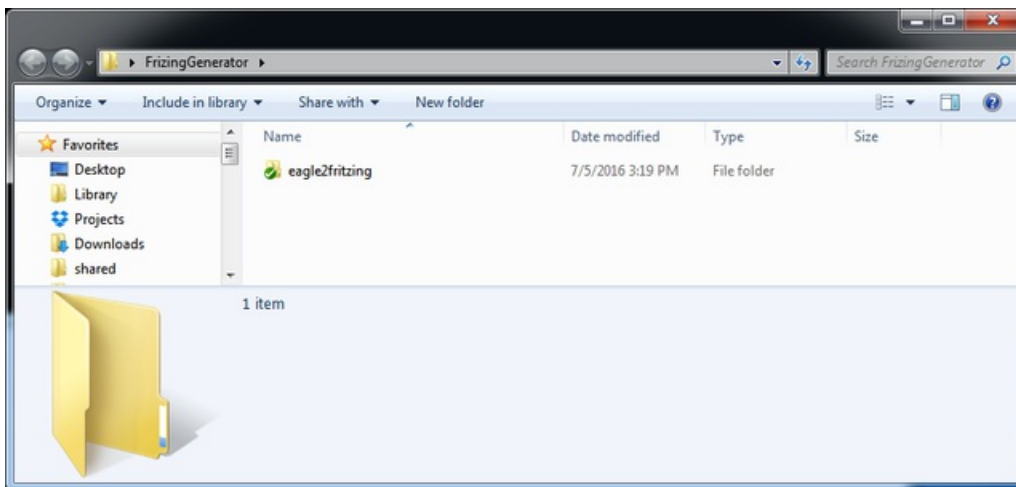 FrizingGenerator
Search FrizingGenerator
Organize Include in library Share with New folder
Favorites
Desktop
Library
Projects
Downloads
shared
Name Date modified Type Size
eagle2fritzing 7/5/2016 3:19 PM File folder
1 item